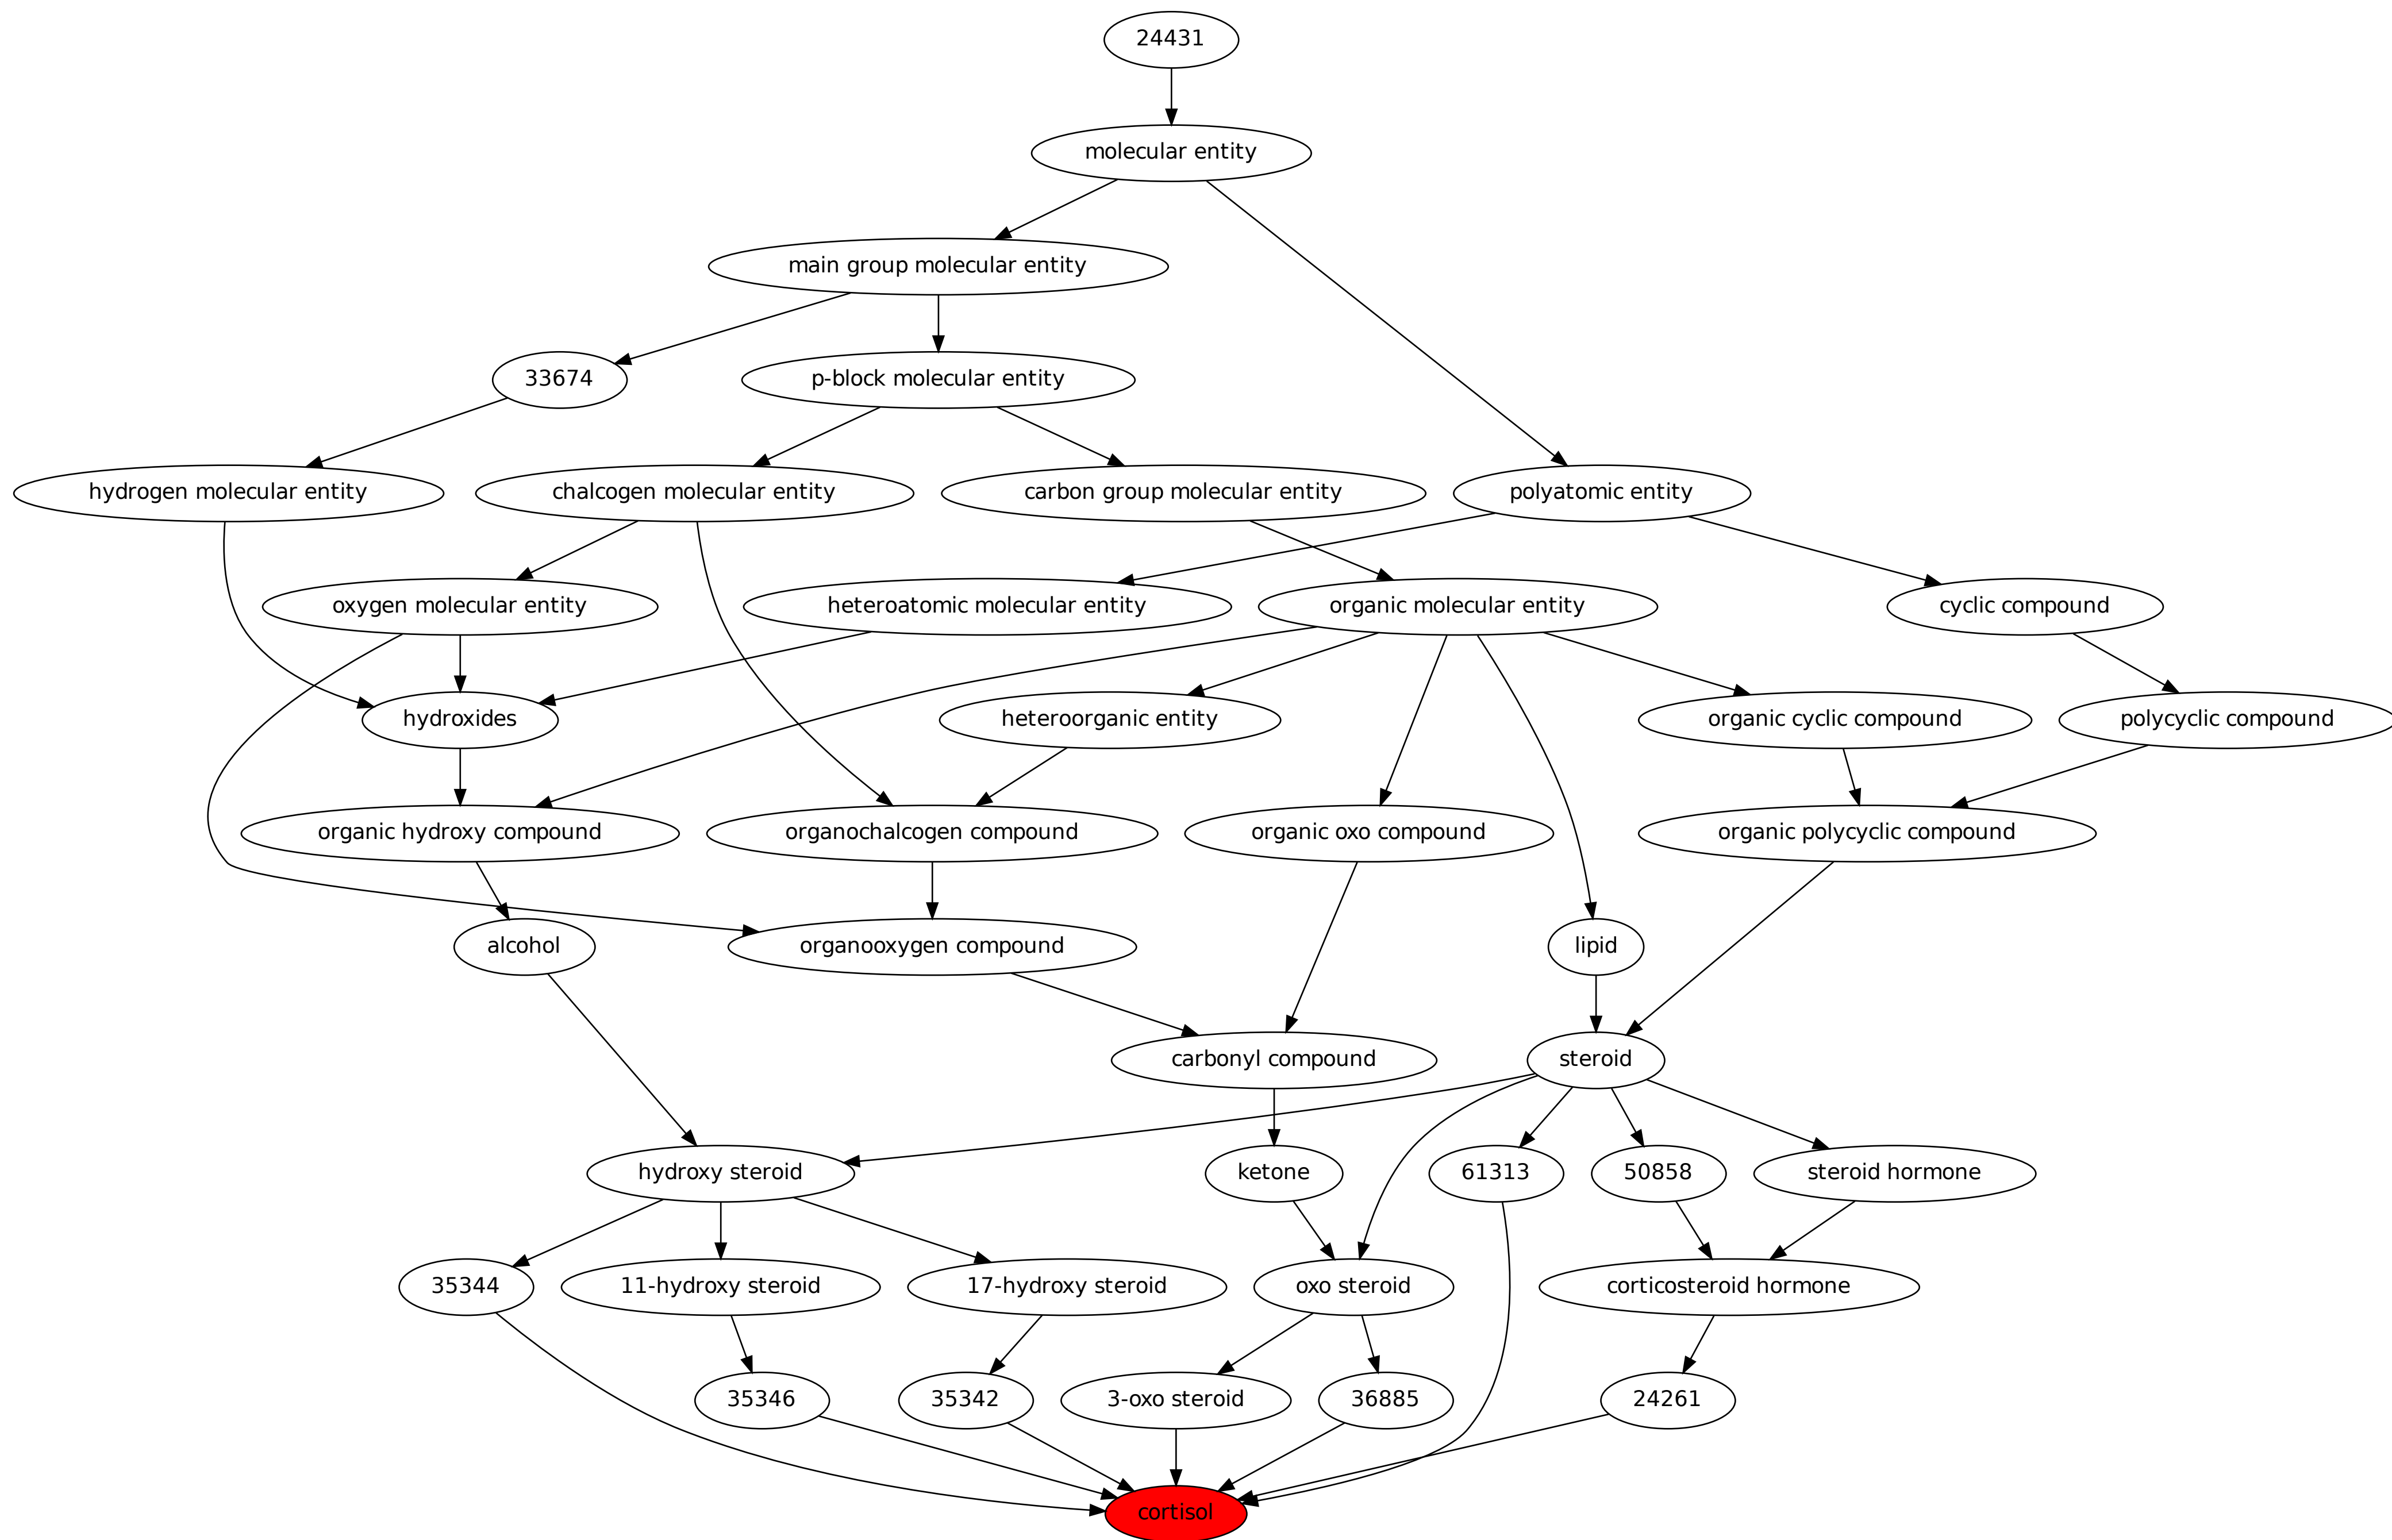 24431
molecular entity
main group molecular entity
33674
p-block molecular entity
hydrogen molecular entity
chalcogen molecular entity
carbon group molecular entity
polyatomic entity
oxygen molecular entity
heteroatomic molecular entity
organic molecular entity
cyclic compound
hydroxides
heteroorganic entity
organic cyclic compound
polycyclic compound
organic hydroxy compound
organochalcogen compound
organic oxo compound
organic polycyclic compound
alcohol
organooxygen compound
lipid
carbonyl compound
steroid
hydroxy steroid
ketone
61313
50858
steroid hormone
35344
11-hydroxy steroid
17-hydroxy steroid
oxo steroid
corticosteroid hormone
35346
35342
3-oxo steroid
36885
24261
cortisol